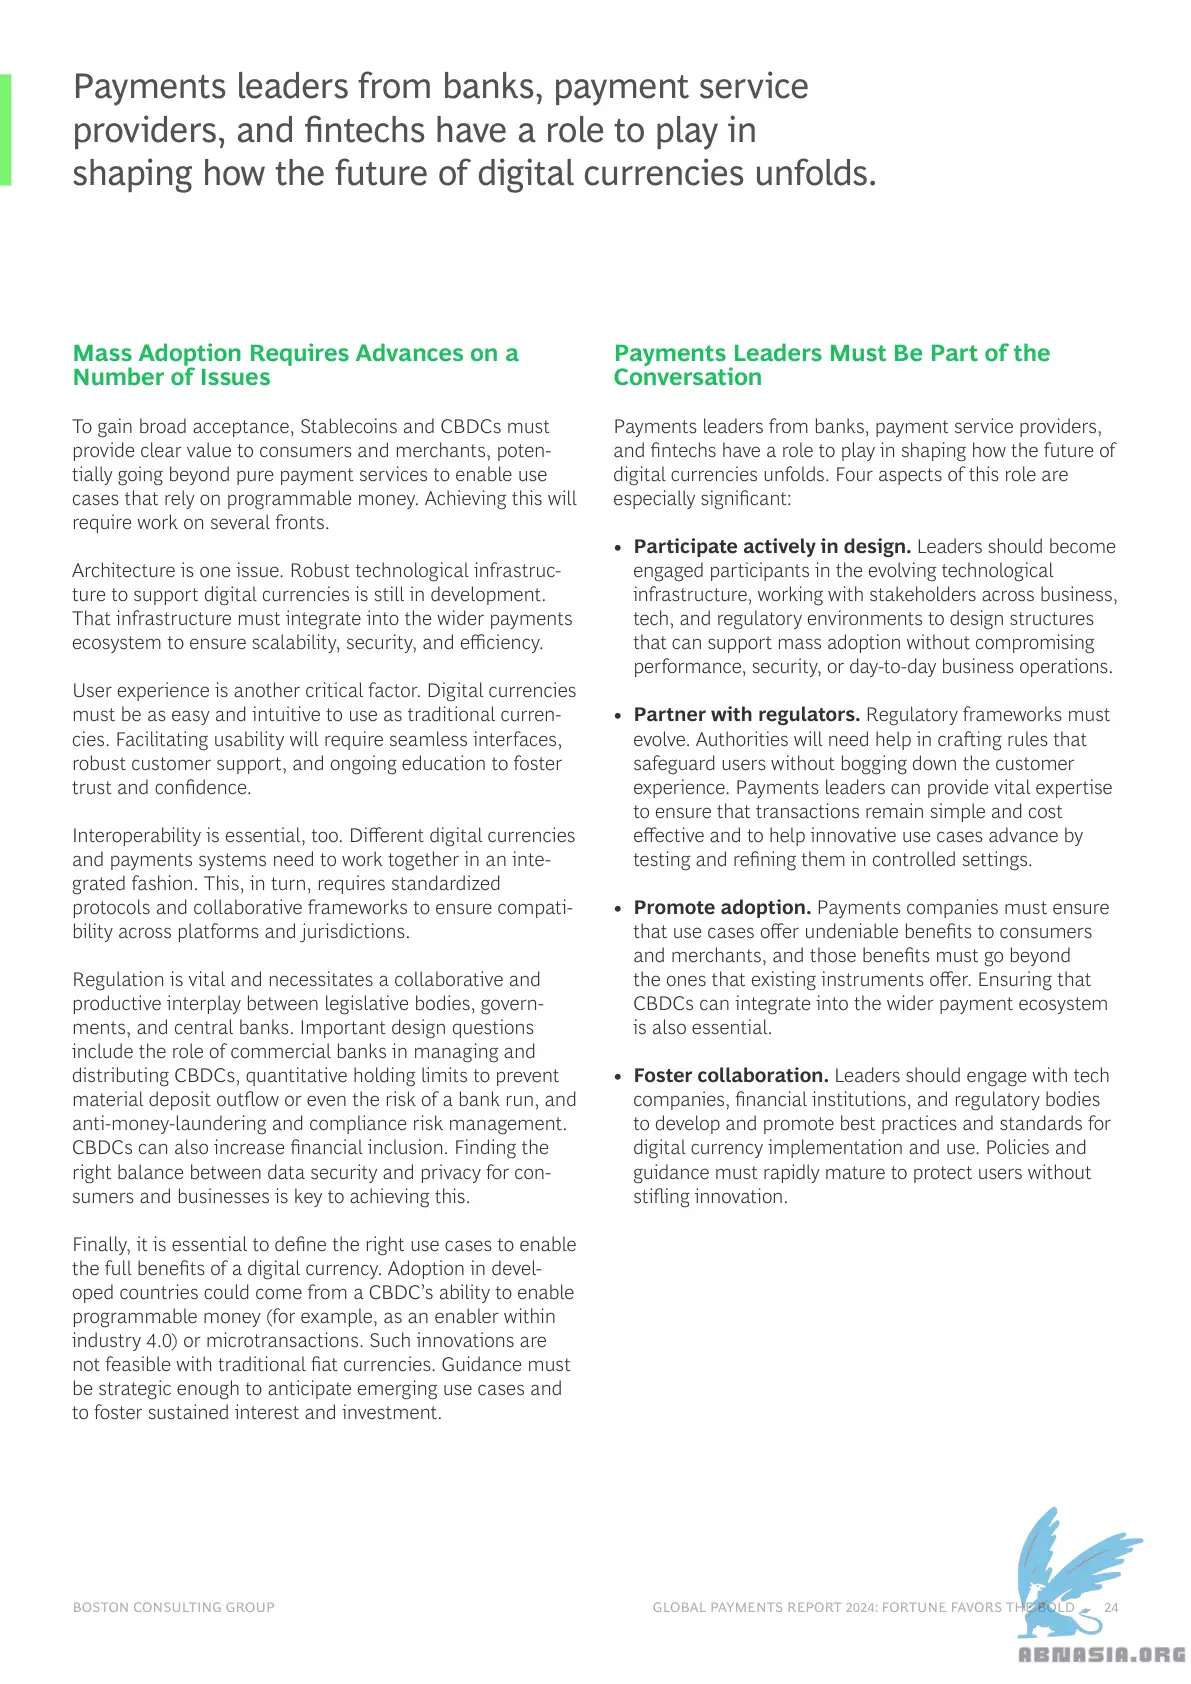 Payments leaders from banks, payment service
providers, and fintechs have a role to play in
shaping how the future of digital currencies unfolds.
Mass Adoption Requires Advances on a
Number of Issues
To gain broad acceptance, Stablecoins and CBDCs must
provide clear value to consumers and merchants, poten-
tially going beyond pure payment services to enable use
cases that rely on programmable money. Achieving this will
require work on several fronts.
Architecture is one issue. Robust technological infrastruc-
ture to support digital currencies is still in development.
That infrastructure must integrate into the wider payments
ecosystem to ensure scalability, security, and efficiency.
User experience is another critical factor. Digital currencies
must be as easy and intuitive to use as traditional curren-
cies. Facilitating usability will require seamless interfaces,
robust customer support, and ongoing education to foster
trust and confidence.
Interoperability is essential, too. Different digital currencies
and payments systems need to work together in an inte-
grated fashion. This, in turn, requires standardized
protocols and collaborative frameworks to ensure compati-
bility across platforms and jurisdictions.
Regulation is vital and necessitates a collaborative and
productive interplay between legislative bodies, govern-
ments, and central banks. Important design questions
include the role of commercial banks in managing and
distributing CBDCs, quantitative holding limits to prevent
material deposit outflow or even the risk of a bank run, and
anti-money-laundering and compliance risk management.
CBDCs can also increase financial inclusion. Finding the
right balance between data security and privacy for con-
sumers and businesses is key to achieving this.
Finally, it is essential to define the right use cases to enable
the full benefits of a digital currency. Adoption in devel-
oped countries could come from a CBDC’s ability to enable
programmable money (for example, as an enabler within
industry 4.0) or microtransactions. Such innovations are
not feasible with traditional fiat currencies. Guidance must
be strategic enough to anticipate emerging use cases and
to foster sustained interest and investment.
Payments Leaders Must Be Part of the
Conversation
Payments leaders from banks, payment service providers,
and fintechs have a role to play in shaping how the future of
digital currencies unfolds. Four aspects of this role are
especially significant:
• Participate actively in design. Leaders should become
engaged participants in the evolving technological
infrastructure, working with stakeholders across business,
tech, and regulatory environments to design structures
that can support mass adoption without compromising
performance, security, or day-to-day business operations.
• Partner with regulators. Regulatory frameworks must
evolve. Authorities will need help in crafting rules that
safeguard users without bogging down the customer
experience. Payments leaders can provide vital expertise
to ensure that transactions remain simple and cost
effective and to help innovative use cases advance by
testing and refining them in controlled settings.
• Promote adoption. Payments companies must ensure
that use cases offer undeniable benefits to consumers
and merchants, and those benefits must go beyond
the ones that existing instruments offer. Ensuring that
CBDCs can integrate into the wider payment ecosystem
is also essential.
• Foster collaboration. Leaders should engage with tech
companies, financial institutions, and regulatory bodies
to develop and promote best practices and standards for
digital currency implementation and use. Policies and
guidance must rapidly mature to protect users without
stifling innovation.
BOSTON CONSULTING GROUP
GLOBAL PAYMENTS REPORT 2024: FORTUNE FAVORS THE BOLD 24
ABNASIA.ORG